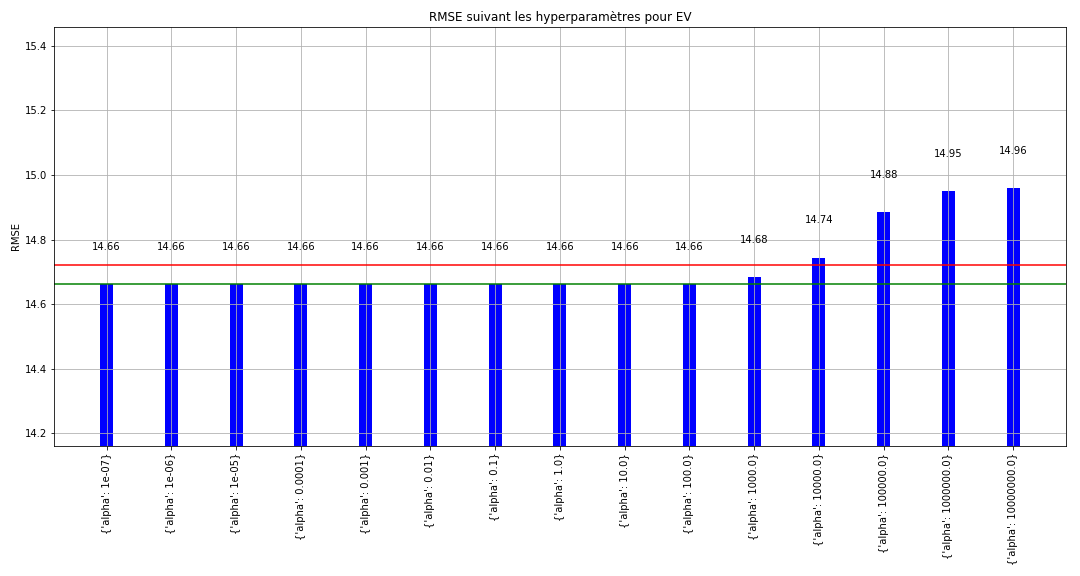 RMSE suivant les hyperparamètres pour EV
RMSE
15.4
15.2
15.0
14.8
14.6
14.4
14.2
14.66
14.66
14.66
14.66
14.66
14.66
14.66
14.66
14.66
14.66
14.68
14.74
14.88
14.95
14.96
{'alpha': 1e-07}
{'alpha': 1e-06}
{'alpha': 1e-05}
{'alpha': 0.0001}
{'alpha': 0.001}
{'alpha': 0.01}
{'alpha': 0.1}
{'alpha': 1.0}
{'alpha': 10.0}
{'alpha': 100.0}
{'alpha': 1000.0}
{'alpha': 10000.0}
{'alpha': 100000.0}
{'alpha': 1000000.0}
{'alpha': 10000000.0}